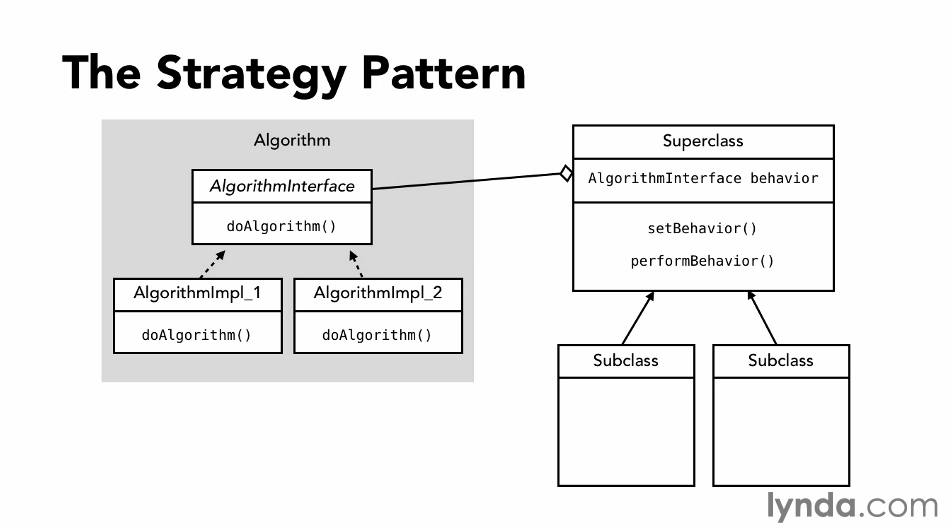 The Strategy Pattern
Algorithm
AlgorithmInterface
doAlgorithm()
AlgorithmImpl_1
doAlgorithm()
AlgorithmImpl_2
doAlgorithm()
Superclass
AlgorithmInterface behavior
setBehavior()
performBehavior()
Subclass
Subclass
lynda.com